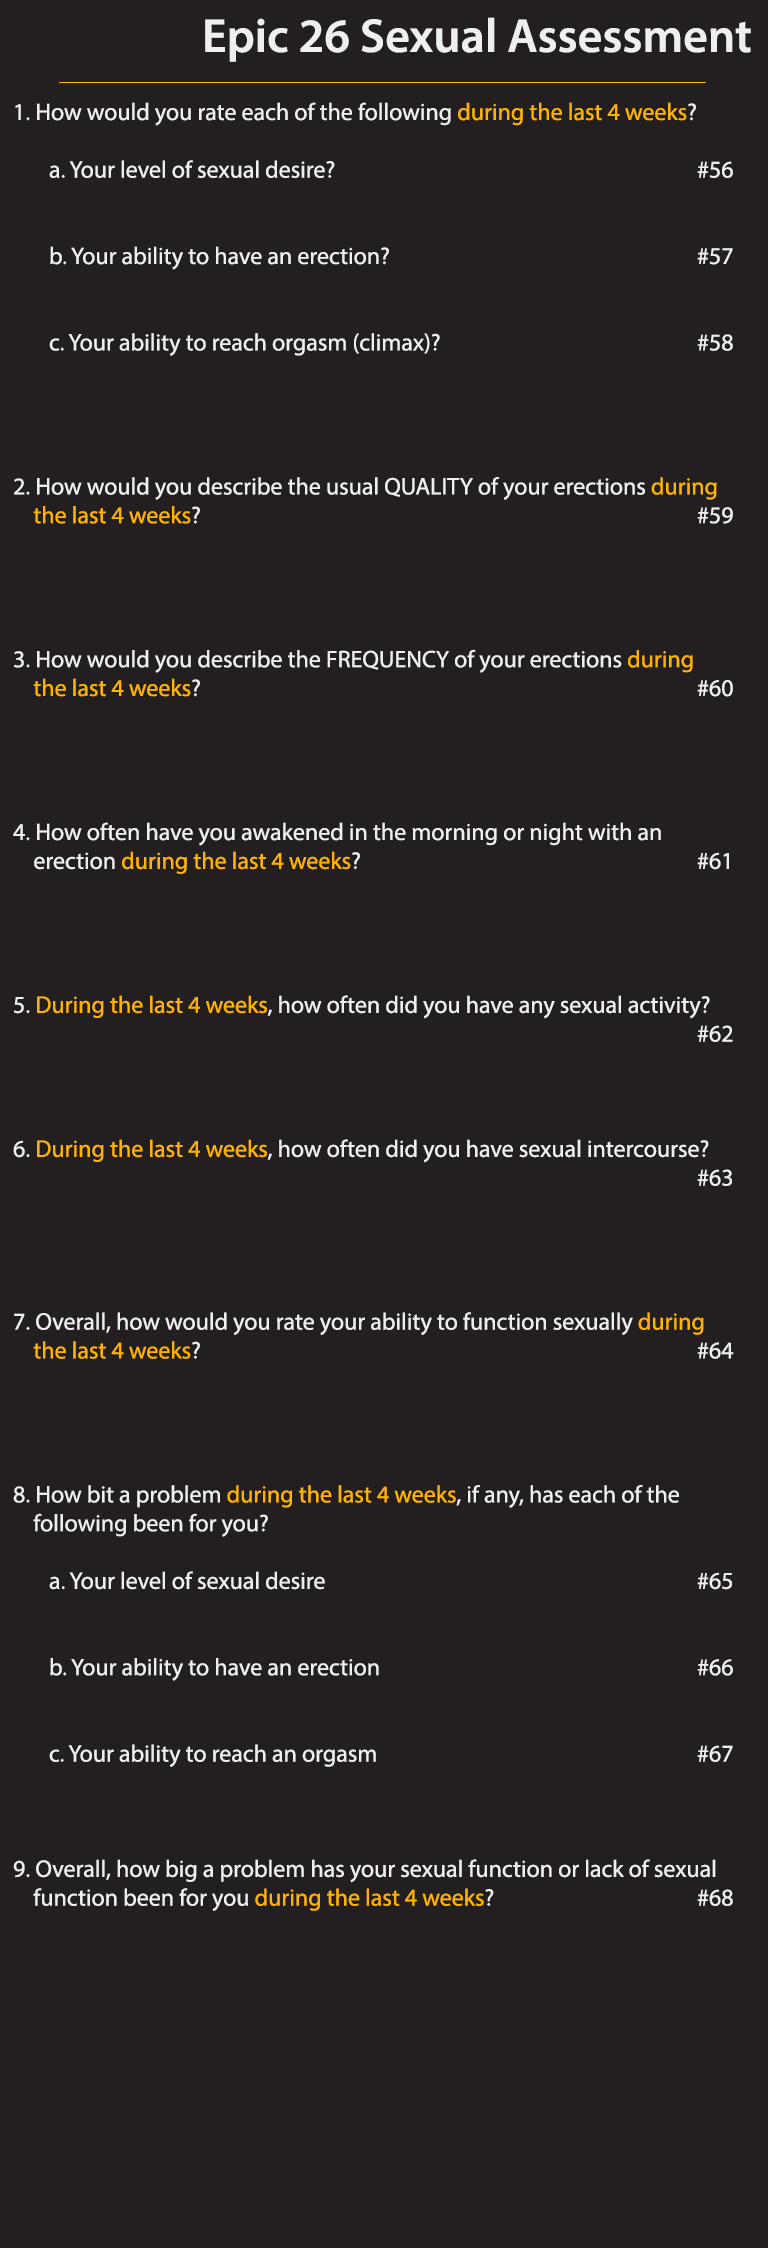 Epic 26 Sexual Assessment
1. How would you rate each of the following during the last 4 weeks?
a. Your level of sexual desire? #56
b. Your ability to have an erection? #57
c. Your ability to reach orgasm (climax)? #58
2. How would you describe the usual QUALITY of your erections during
the last 4 weeks? #59
3. How would you describe the FREQUENCY of your erections during
the last 4 weeks? #60
4. How often have you awakened in the morning or night with an
erection during the last 4 weeks? #61
5. During the last 4 weeks, how often did you have any sexual activity?
#62
6. During the last 4 weeks, how often did you have sexual intercourse?
#63
7. Overall, how would you rate your ability to function sexually during
the last 4 weeks? #64
8. How bit a problem during the last 4 weeks, if any, has each of the
following been for you?
a. Your level of sexual desire #65
b. Your ability to have an erection #66
c. Your ability to reach an orgasm #67
9. Overall, how big a problem has your sexual function or lack of sexual
function been for you during the last 4 weeks? #68